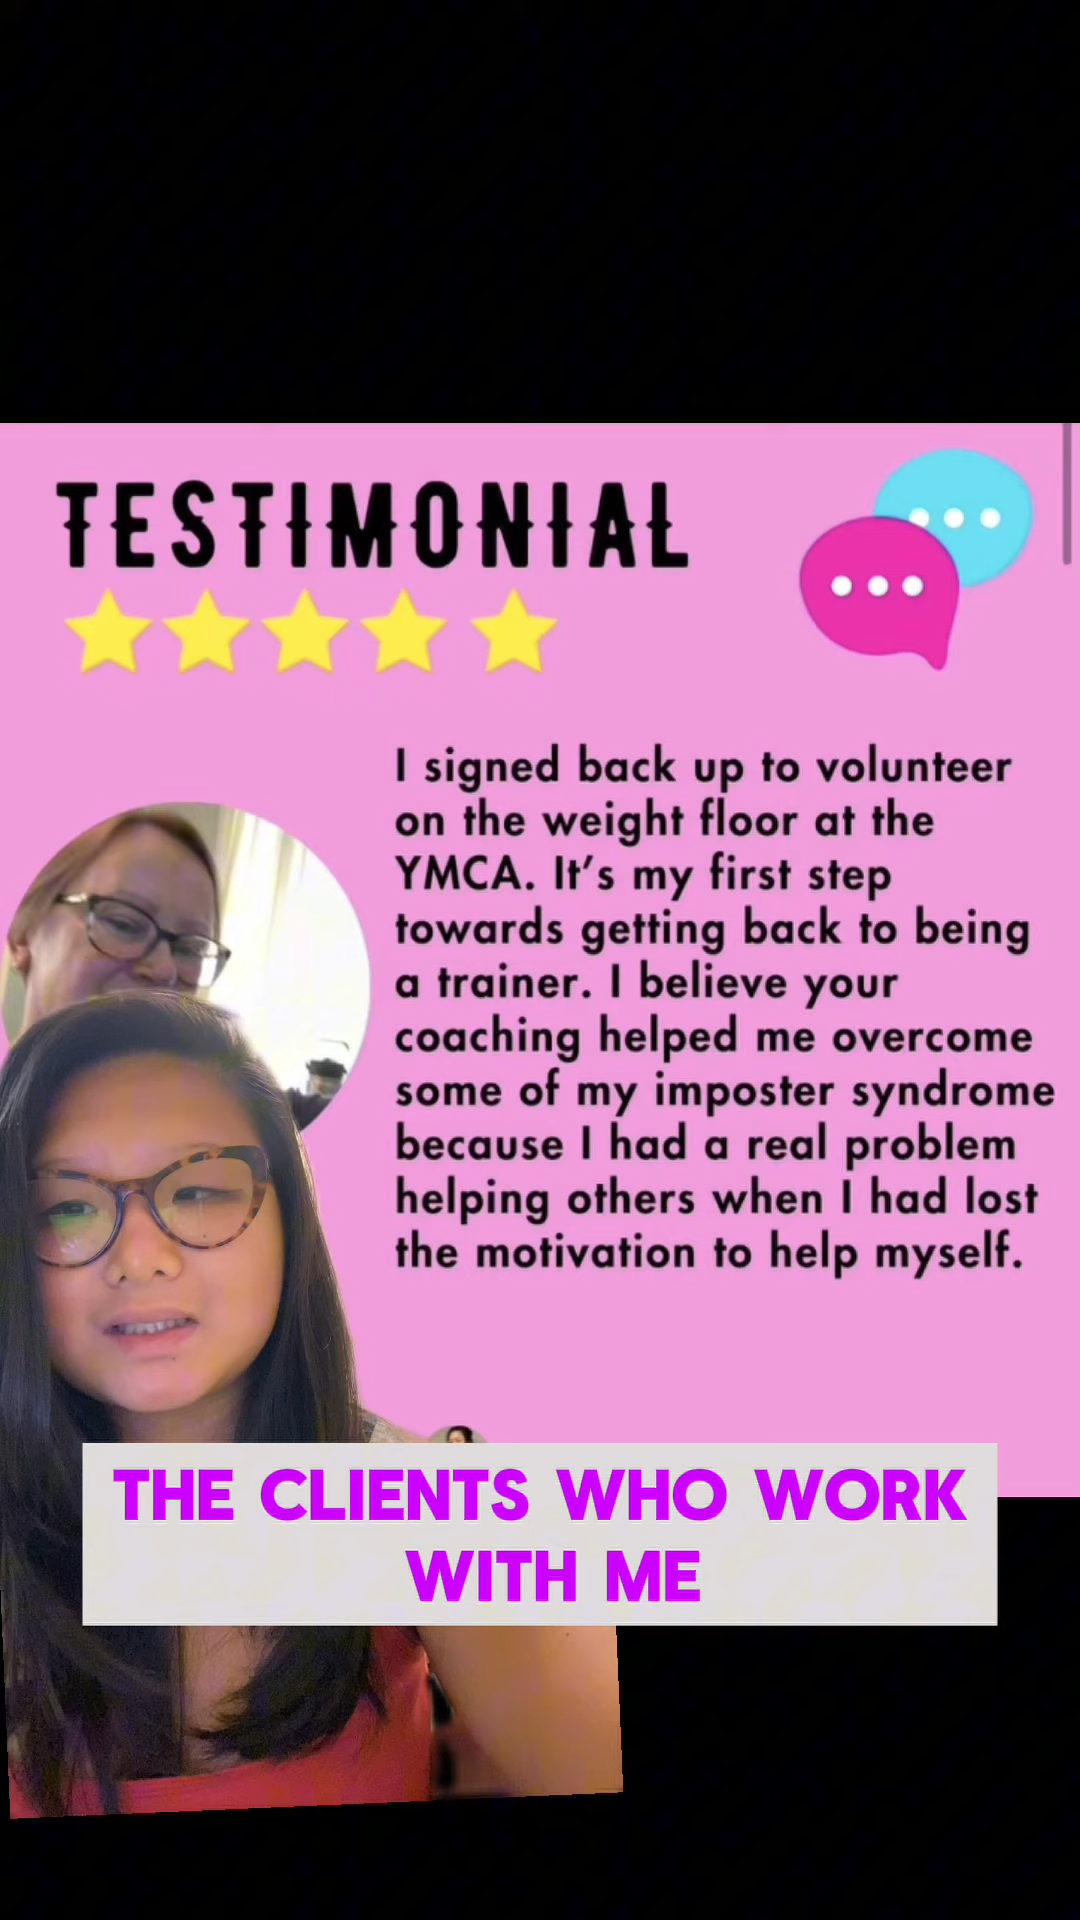 TESTIMONIAL
I signed back up to volunteer
on the weight floor at the
YMCA. It's my first step
towards getting back to being
a trainer. I believe your
coaching helped me overcome
some of my imposter syndrome
because I had a real problem
helping others when I had lost
the motivation to help myself.
THE CLIENTS WHO WORK
WITH ME